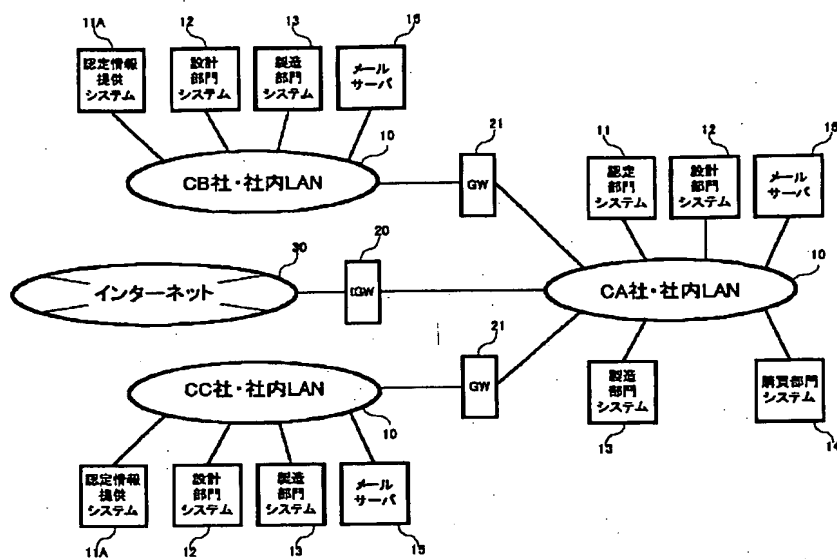 11A
12
13
15
認定情報
提供
システム
設計
部門
システム
製造
部門
システム
メール
サーバ
10
CB社・社内LAN
21
GW
11
12
15
認定
部門
システム
設計
部門
システム
メール
サーバ
30
インターネット
20
IGW
10
CA社・社内LAN
21
GW
CC社・社内LAN
10
製造
部門
システム
購買部門
システム
13
14
認定情報
提供
システム
設計
部門
システム
製造
部門
システム
メール
サーバ
11A
12
13
15